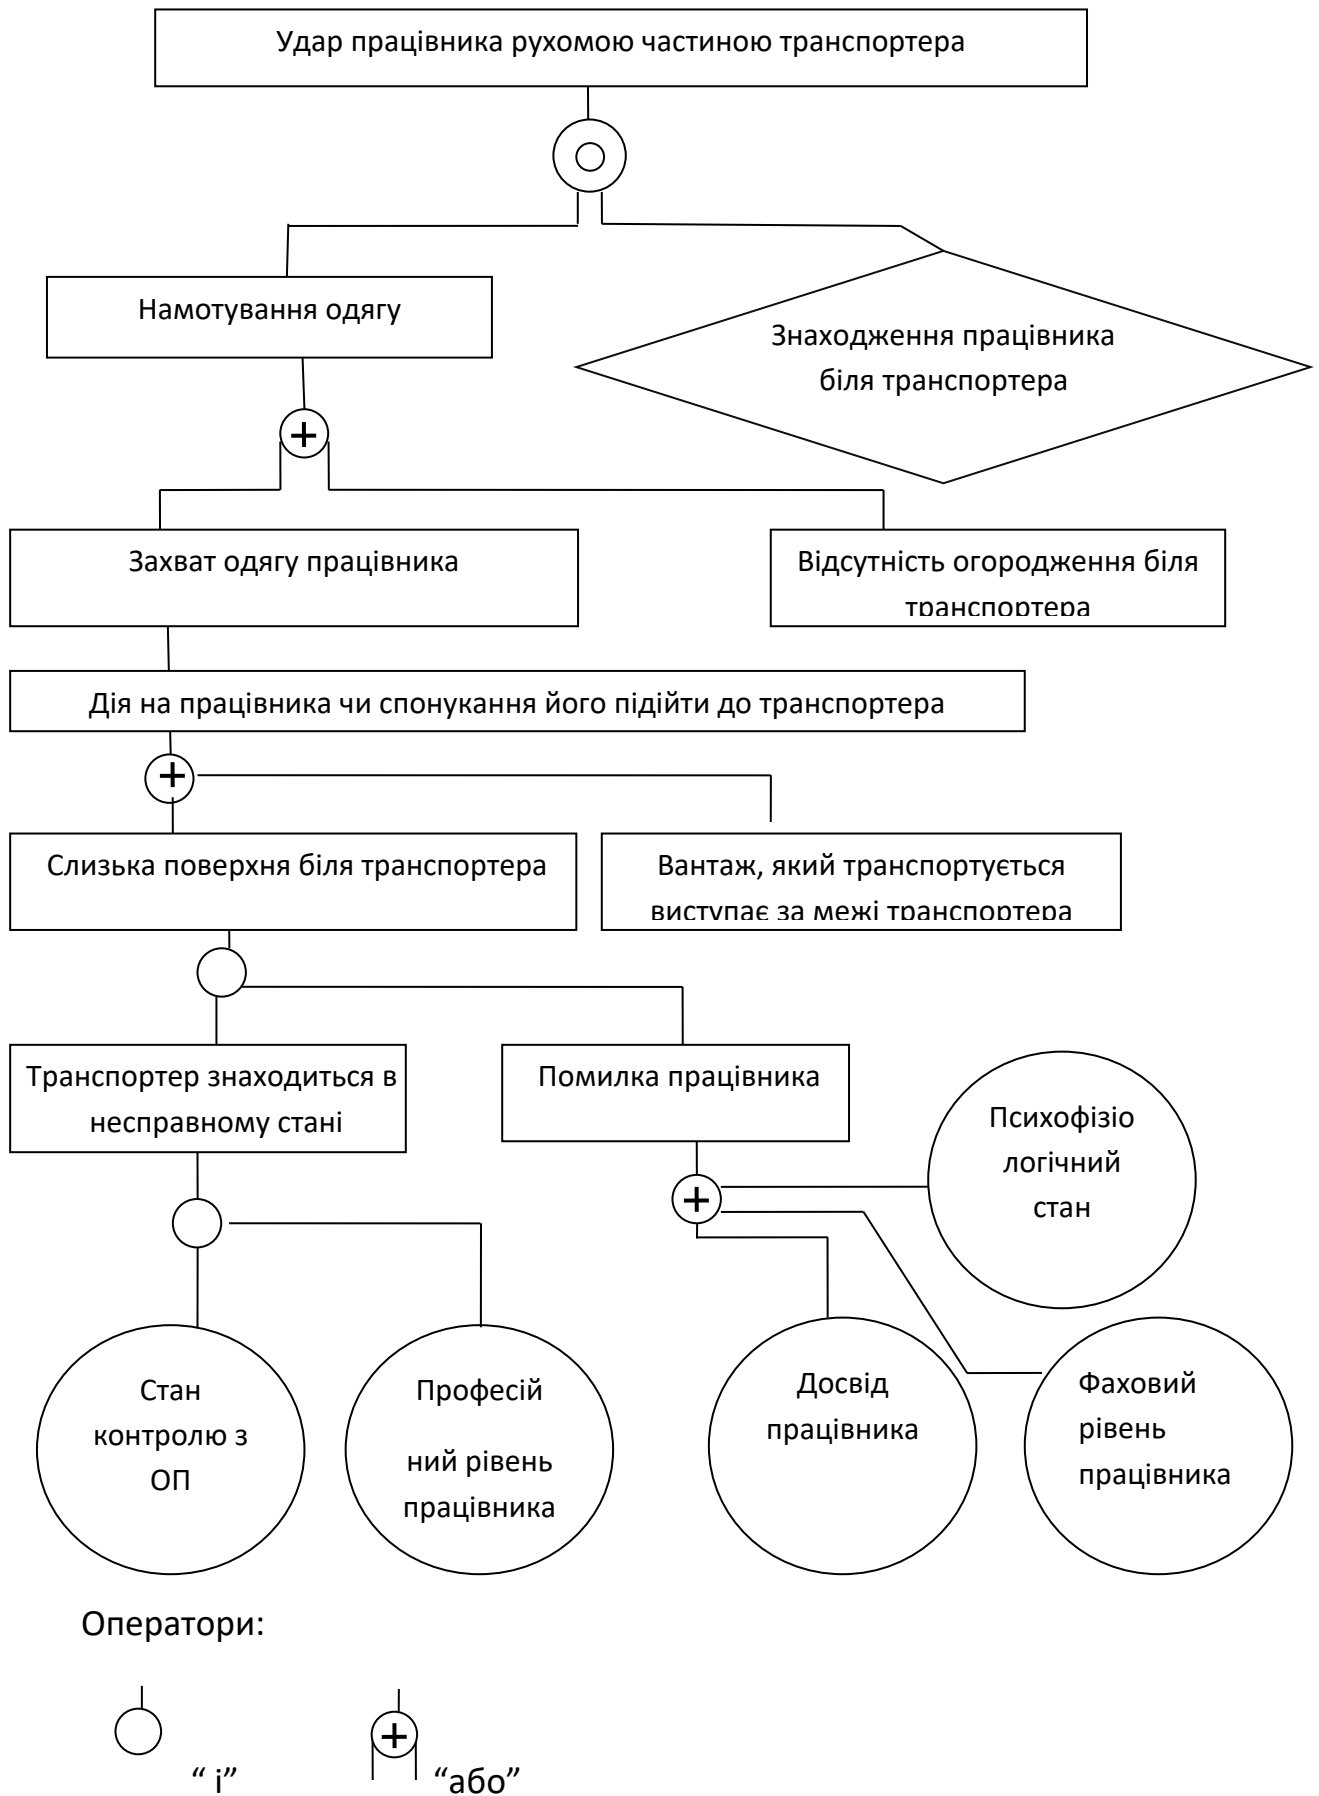 Удар працівника рухомою частиною транспортера
Намотування одягу
Знаходження працівника
біля транспортера
+
Захват одягу працівника
Відсутність огородження біля
транспортера
Дія на працівника чи спонукання його підійти до транспортера
+
Слизька поверхня біля транспортера
Вантаж, який транспортується
виступає за межі транспортера
Транспортер знаходиться в
несправному стані
Помилка працівника
Психофізіо
логічний
стан
+
Стан
контролю з
ОП
Професій
ний рівень
працівника
Досвід
працівника
Фаховий
рівень
працівника
Оператори:
+
“ і”
“або”